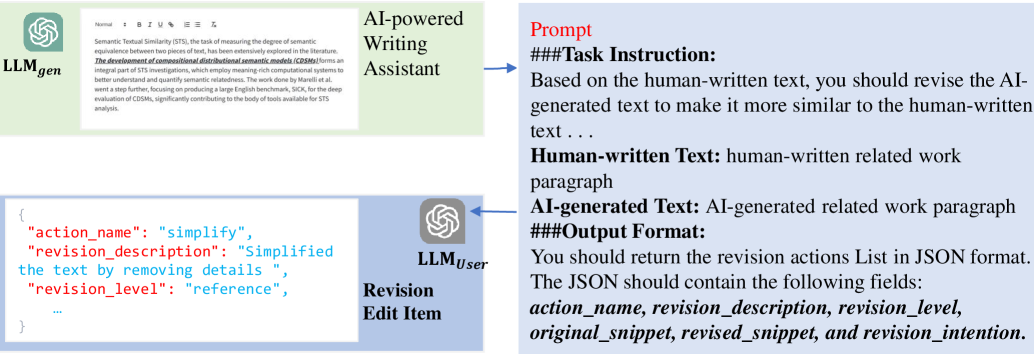 LLMgen
Normal B I U
Semantic Textual Similarity (STS), the task of measuring the degree of semantic
equivalence between two pieces of text, has been extensively explored in the literature.
The development of compositional distributional semantic models (CDSMs) forms an
integral part of STS investigations, which employ meaning-rich computational systems to
better understand and quantify semantic relatedness. The work done by Marelli et al.
went a step further, focusing on producing a large English benchmark, SICK, for the deep
evaluation of CDSMs, significantly contributing to the body of tools available for STS
analysis.
AI-powered
Writing
Assistant
Prompt
###Task Instruction:
Based on the human-written text, you should revise the AI-
generated text to make it more similar to the human-written
text . . .
Human-written Text: human-written related work
paragraph
AI-generated Text: AI-generated related work paragraph
###Output Format:
You should return the revision actions List in JSON format.
The JSON should contain the following fields:
action_name, revision_description, revision_level,
original_snippet, revised_snippet, and revision_intention.
{
"action_name": "simplify",
"revision_description": "Simplified
the text by removing details ",
"revision_level": "reference",
…
}
LLMUser
Revision
Edit Item